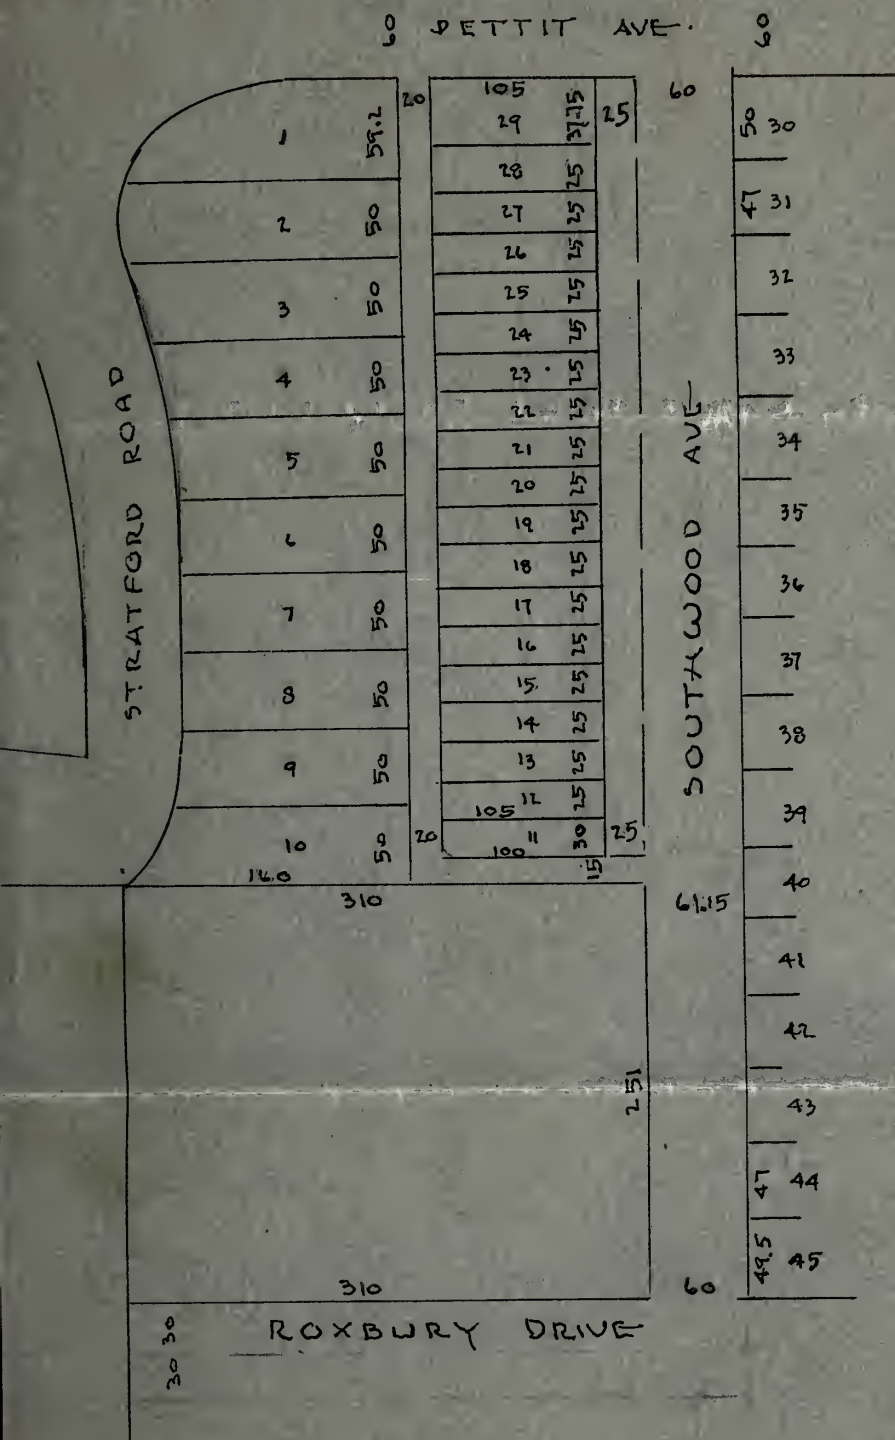 60 PETTIT AVE. 60
20 105 25 60
1 59.2 29 37.75 50 30
28 25
2 50 27 25 47 31
26 25
3 50 25 25 32
24 25
4 50 23 25 33
22 25
5 50 21 25 34
20 25
6 50 19 25 35
18 25 36
7 50 17 25
16 25 37
8 50 15 25
14 25 38
9 50 13 25
105 12 25 39
10 50 20 11 30 25
100
16.0 15 40
310 61.15
41
42
251
43
47 44
49.5 45
310 60
STRATFORD ROAD
SOUTHWOOD AVE
ROXBURY DRIVE
30 30